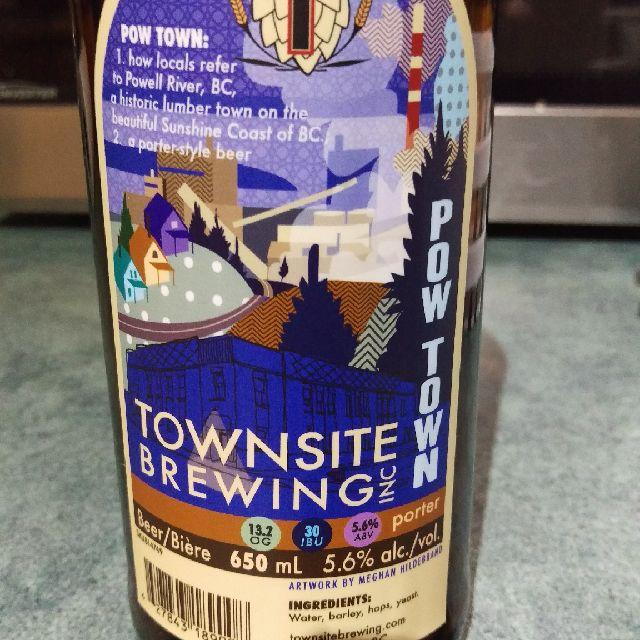 POW TOWN:
1. how locals refer
to Powell River, BC,
a historic lumber town on the
beautiful Sunshine Coast of BC.
2. a porter-style beer
POW TOWN
TOWNSITE
BREWING INC
porter
13.2 OG
30 IBU
5.6% ABV
Beer/Bière 650 mL 5.6% alc./vol.
ARTWORK BY MEGHAN HILDEBRAND
INGREDIENTS:
Water, barley, hops, yeast.
townsitebrewing.com